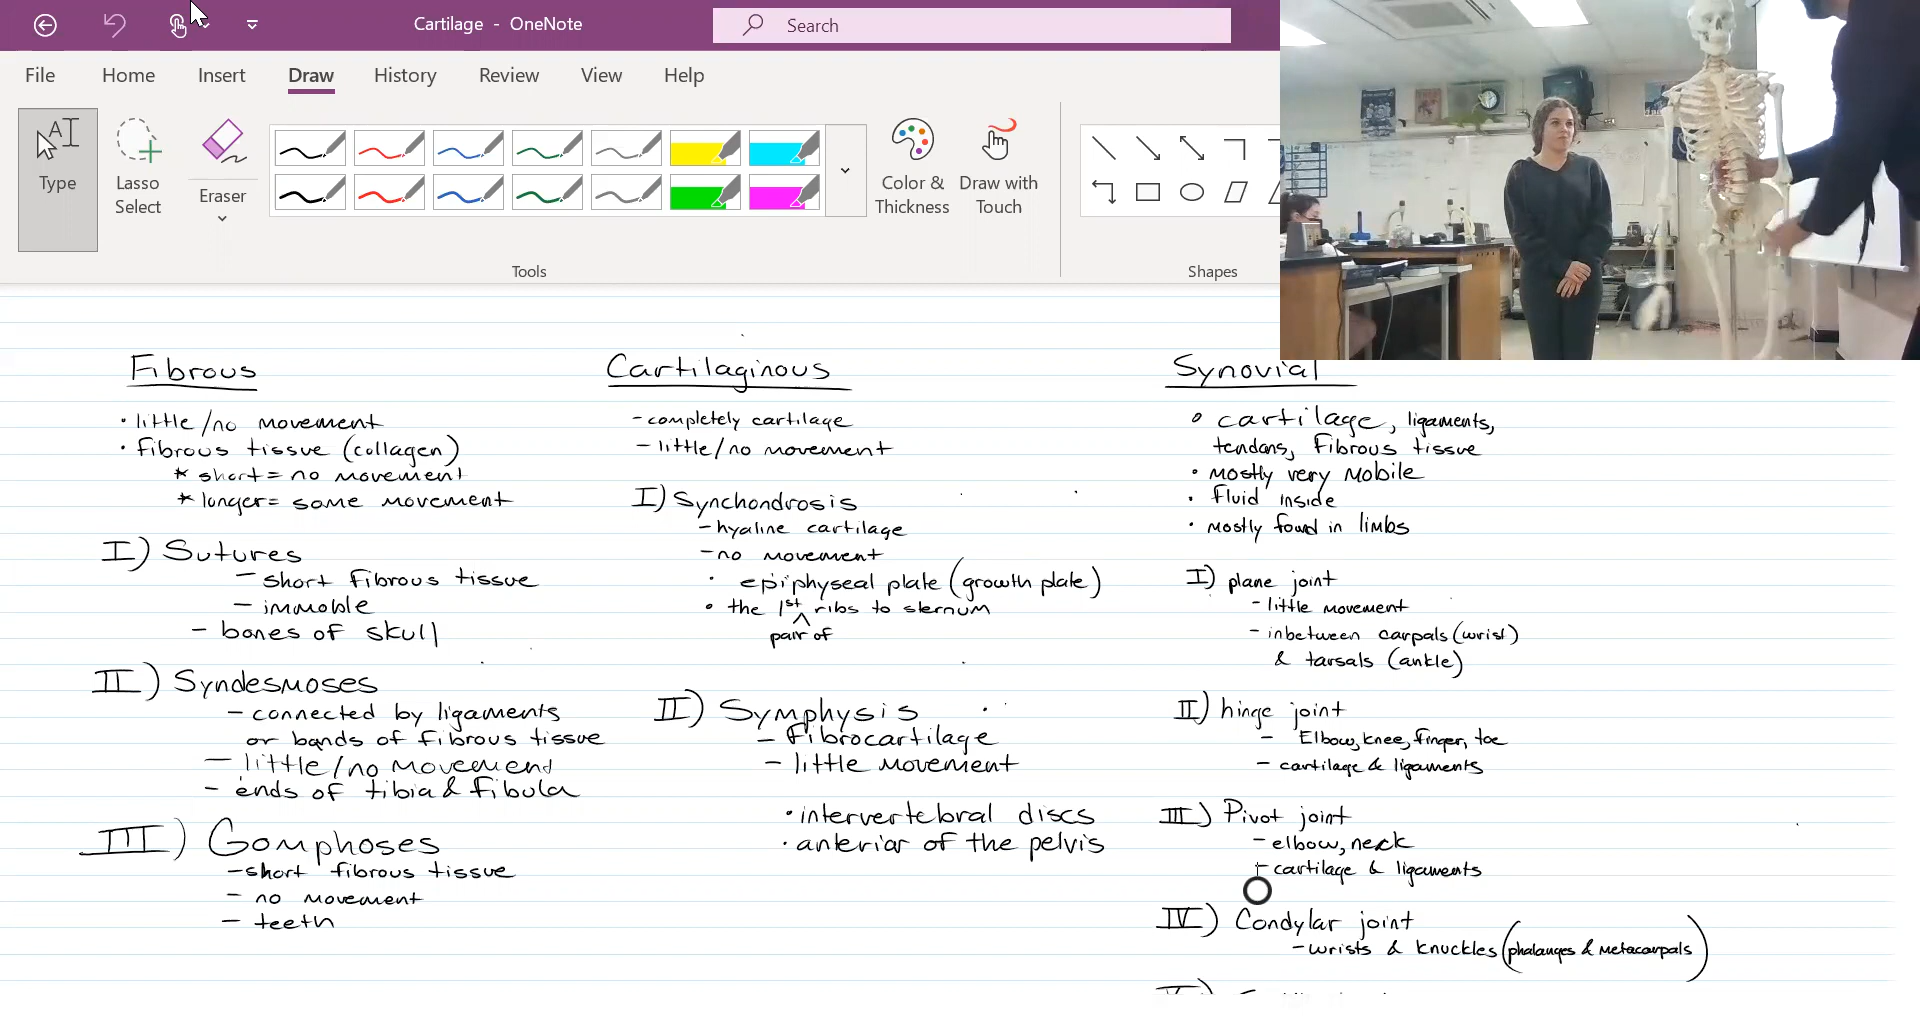 Cartilage - OneNote
Search
File Home Insert Draw History Review View Help
Type
Lasso Select
Eraser
Color & Thickness
Draw with Touch
Tools
Shapes
Fibrous
• little/no movement
• fibrous tissue (collagen)
* short = no movement
* longer = some movement
I) Sutures
- short fibrous tissue
- immoble
- bones of skull
II) Syndesmoses
- connected by ligaments
or bands of fibrous tissue
- little/no movement
- ends of tibia & fibula
III) Gomphoses
- short fibrous tissue
- no movement
- teeth
Cartilaginous
- completely cartilage
- little/no movement
I) Synchondrosis
- hyaline cartilage
- no movement
• epiphyseal plate (growth plate)
• the 1st ^ ribs to sternum
pair of
II) Symphysis
- fibrocartilage
- little movement
• intervertebral discs
• anterior of the pelvis
Synovial
• cartilage, ligaments,
tendons, fibrous tissue
• mostly very mobile
• fluid inside
• mostly found in limbs
I) plane joint
- little movement
- inbetween carpals (wrist)
& tarsals (ankle)
II) hinge joint
- Elbow, knee, finger, toe
- cartilage & ligaments
III) Pivot joint
- elbow, neck
- cartilage & ligaments
IV) Condylar joint
- wrists & knuckles (phalanges & metacarpals)